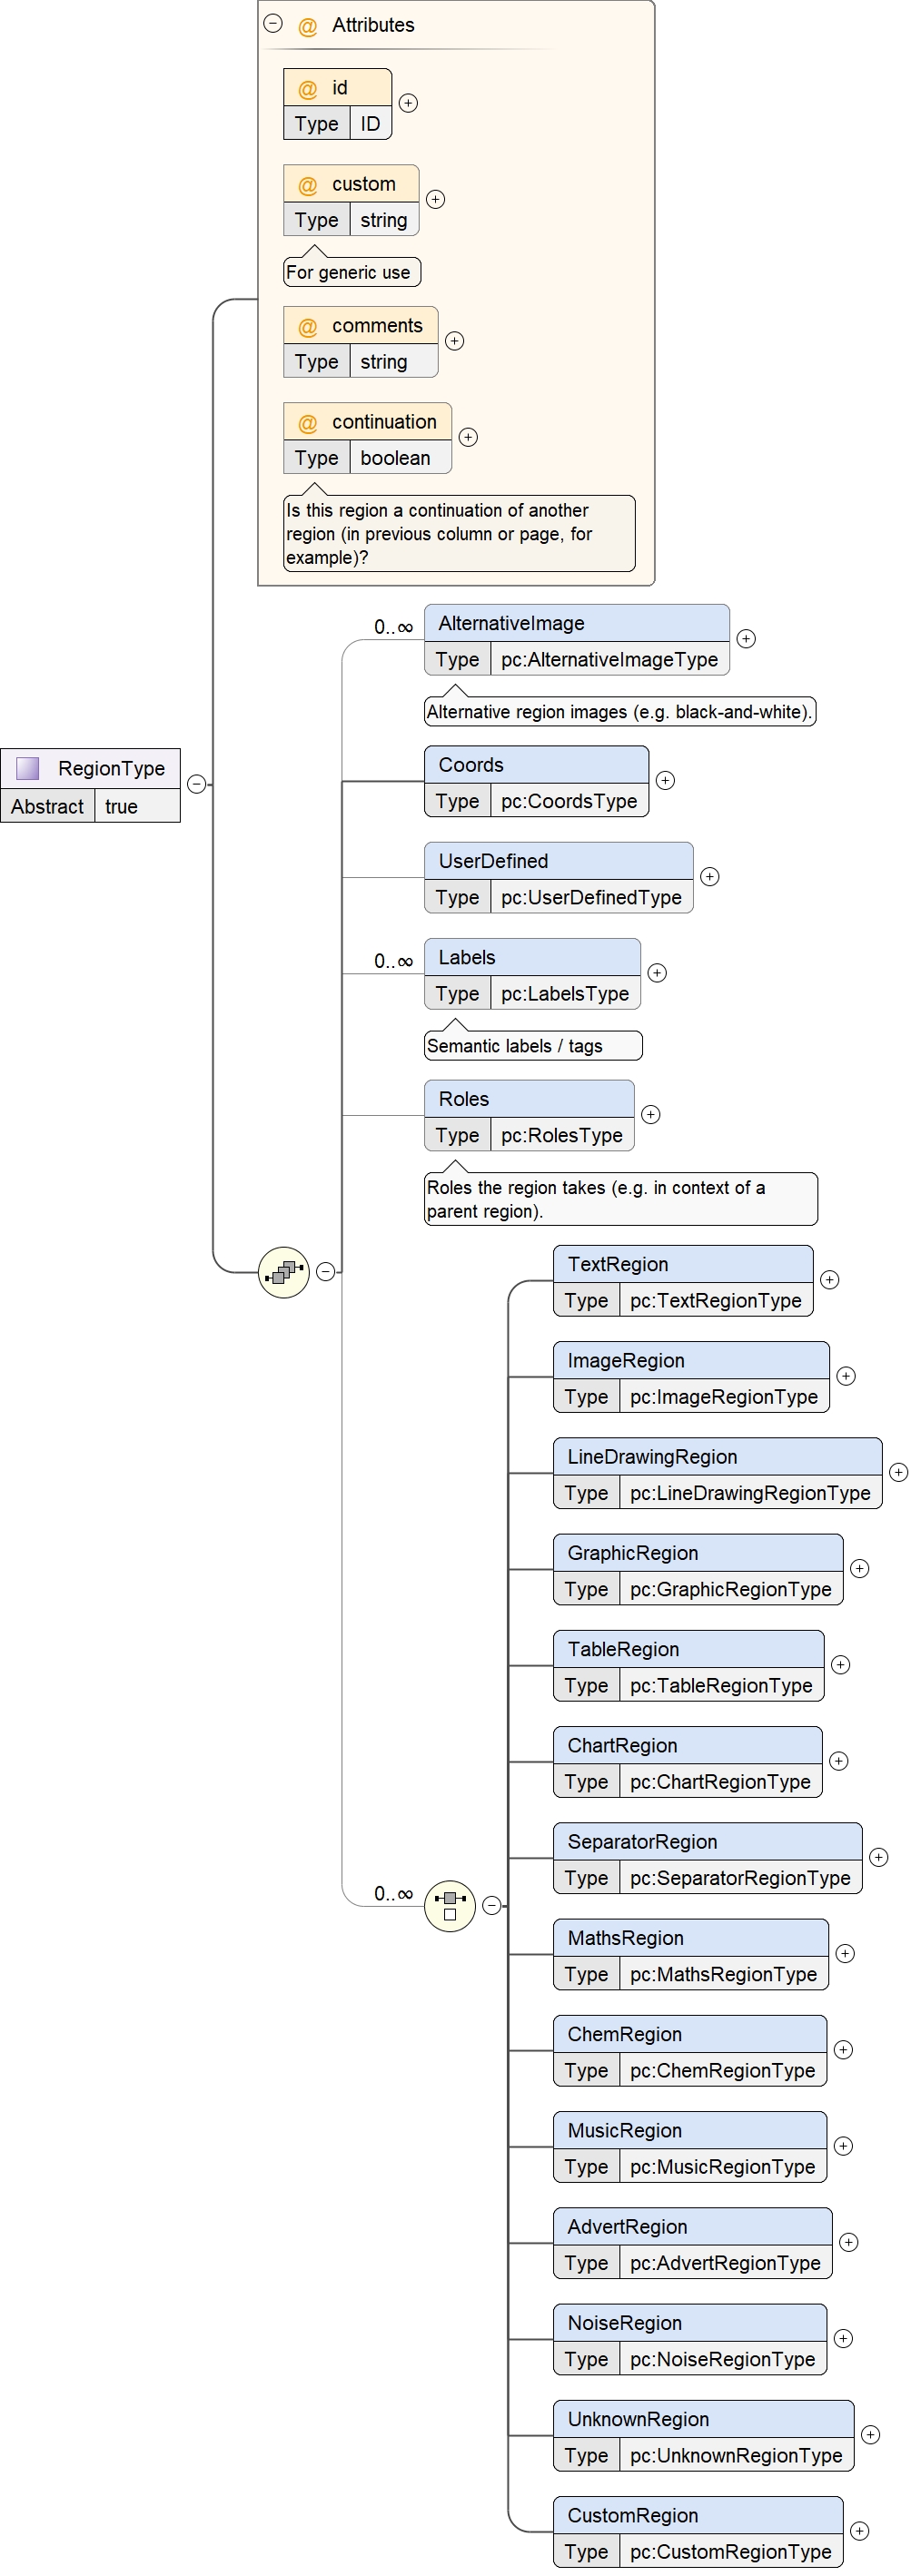 @ Attributes
@ id
Type ID
@ custom
Type string
For generic use
@ comments
Type string
@ continuation
Type boolean
Is this region a continuation of another
region (in previous column or page, for
example)?
0..∞
AlternativeImage
Type pc:AlternativeImageType
Alternative region images (e.g. black-and-white).
RegionType
Abstract true
Coords
Type pc:CoordsType
UserDefined
Type pc:UserDefinedType
0..∞
Labels
Type pc:LabelsType
Semantic labels / tags
Roles
Type pc:RolesType
Roles the region takes (e.g. in context of a
parent region).
TextRegion
Type pc:TextRegionType
ImageRegion
Type pc:ImageRegionType
LineDrawingRegion
Type pc:LineDrawingRegionType
GraphicRegion
Type pc:GraphicRegionType
TableRegion
Type pc:TableRegionType
ChartRegion
Type pc:ChartRegionType
SeparatorRegion
Type pc:SeparatorRegionType
0..∞
MathsRegion
Type pc:MathsRegionType
ChemRegion
Type pc:ChemRegionType
MusicRegion
Type pc:MusicRegionType
AdvertRegion
Type pc:AdvertRegionType
NoiseRegion
Type pc:NoiseRegionType
UnknownRegion
Type pc:UnknownRegionType
CustomRegion
Type pc:CustomRegionType